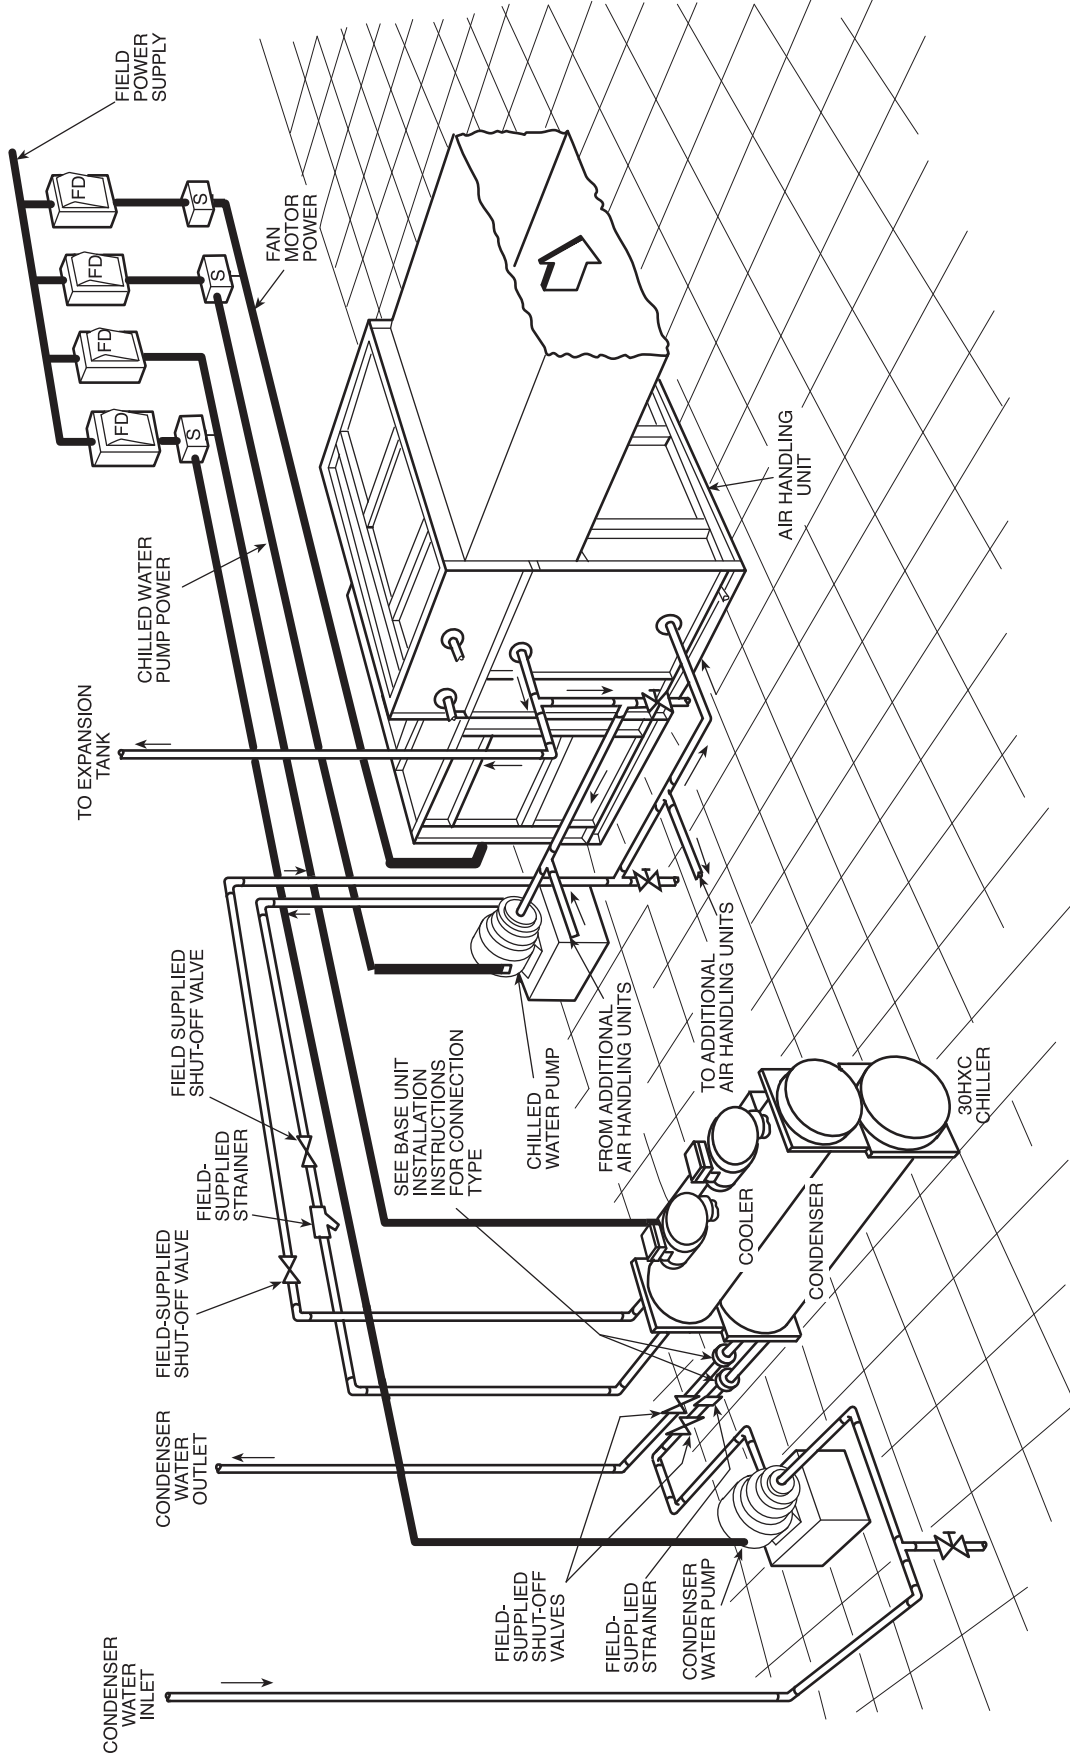 CONDENSER
WATER
INLET
CONDENSER
WATER
OUTLET
FIELD-SUPPLIED
SHUT-OFF VALVE
FIELD-
SUPPLIED
STRAINER
FIELD SUPPLIED
SHUT-OFF VALVE
TO EXPANSION
TANK
CHILLED WATER
PUMP POWER
FAN
MOTOR
POWER
FIELD
POWER
SUPPLY
FD
FD
FD
FD
S
S
S
SEE BASE UNIT
INSTALLATION
INSTRUCTIONS
FOR CONNECTION
TYPE
CHILLED
WATER PUMP
FROM ADDITIONAL
AIR HANDLING UNITS
TO ADDITIONAL
AIR HANDLING UNITS
AIR HANDLING
UNIT
FIELD-
SUPPLIED
SHUT-OFF
VALVES
FIELD-
SUPPLIED
STRAINER
CONDENSER
WATER PUMP
COOLER
CONDENSER
30HXC
CHILLER